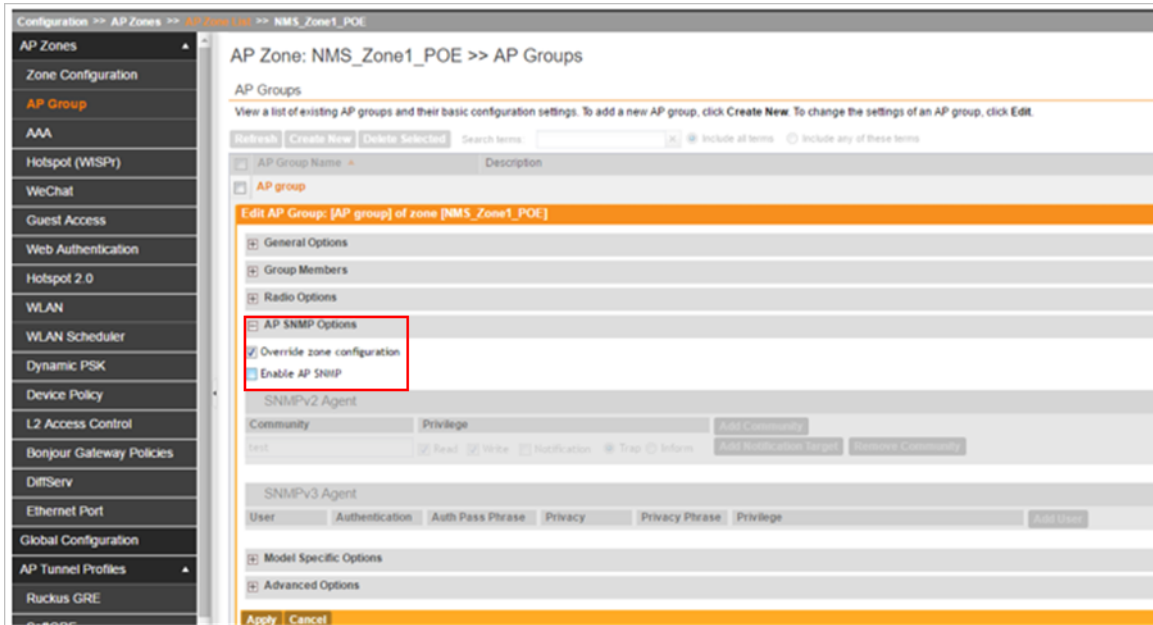 Configuration >> AP Zones >> AP Zone List >> NMS_Zone1_POE
AP Zones
Zone Configuration
AP Group
AAA
Hotspot (WISPr)
WeChat
Guest Access
Web Authentication
Hotspot 2.0
WLAN
WLAN Scheduler
Dynamic PSK
Device Policy
L2 Access Control
Bonjour Gateway Policies
DiffServ
Ethernet Port
Global Configuration
AP Tunnel Profiles
Ruckus GRE
AP Zone: NMS_Zone1_POE >> AP Groups
AP Groups
View a list of existing AP groups and their basic configuration settings. To add a new AP group, click Create New. To change the settings of an AP group, click Edit.
Refresh Create New Delete Selected Search terms: Include all terms Include any of these terms
AP Group Name Description
AP group
Edit AP Group: [AP group] of zone [NMS_Zone1_POE]
General Options
Group Members
Radio Options
AP SNMP Options
Override zone configuration
Enable AP SNMP
SNMPv2 Agent
Community Privilege Add Community
test Read Write Notification Trap Inform Add Notification Target Remove Community
SNMPv3 Agent
User Authentication Auth Pass Phrase Privacy Privacy Phrase Privilege Add User
Model Specific Options
Advanced Options
Apply Cancel